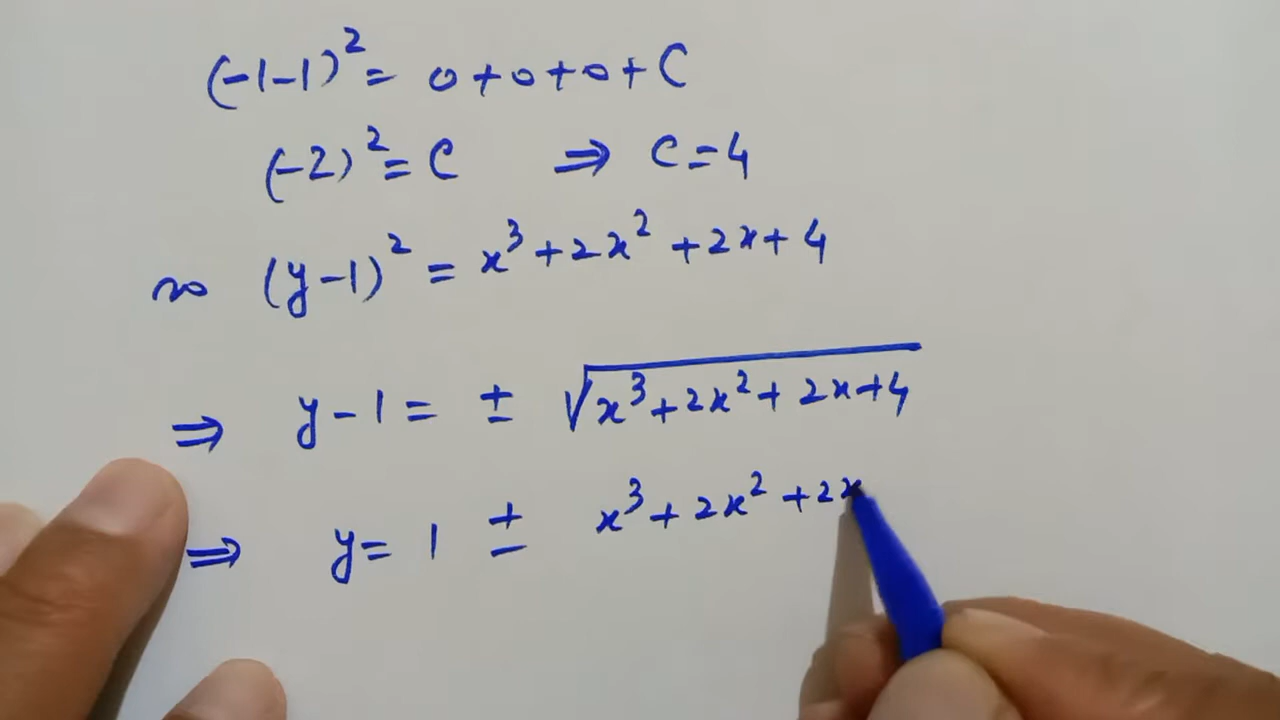 (-1-1)² = 0+0+0+C
(-2)² = C ⇒ C=4
so (y-1)² = x³+2x²+2x+4
⇒ y-1 = ± √x³+2x²+2x+4
⇒ y= 1 ± x³+2x²+2x